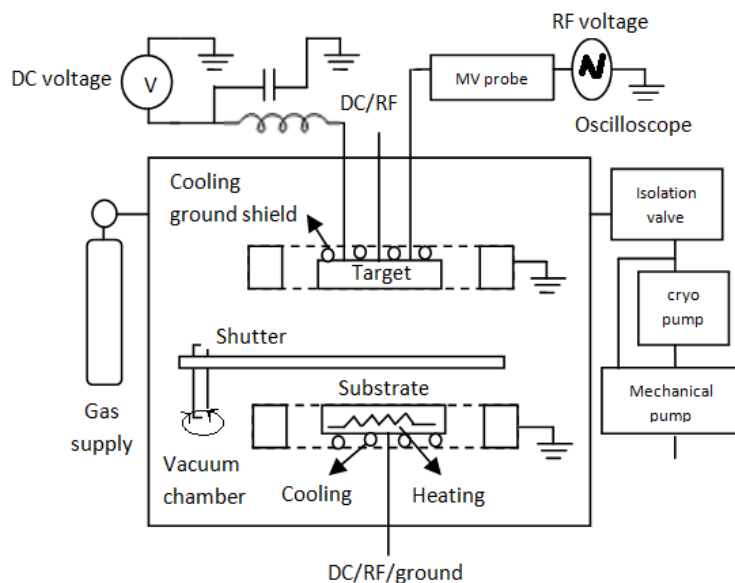 RF voltage
DC voltage
V
MV probe
DC/RF
Oscilloscope
Cooling
ground shield
Isolation
valve
Target
cryo
pump
Shutter
Substrate
Mechanical
pump
Gas
supply
Vacuum
chamber
Cooling
Heating
DC/RF/ground